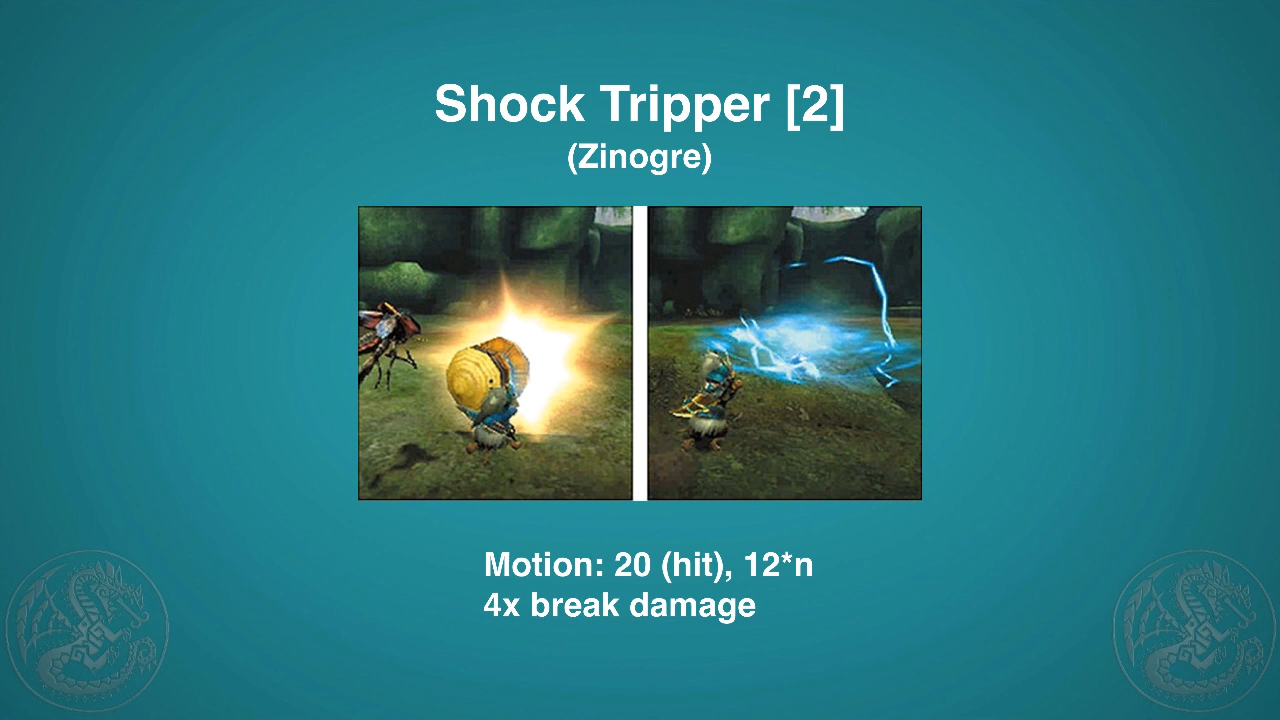 Shock Tripper [2]
(Zinogre)
Motion: 20 (hit), 12*n
4x break damage